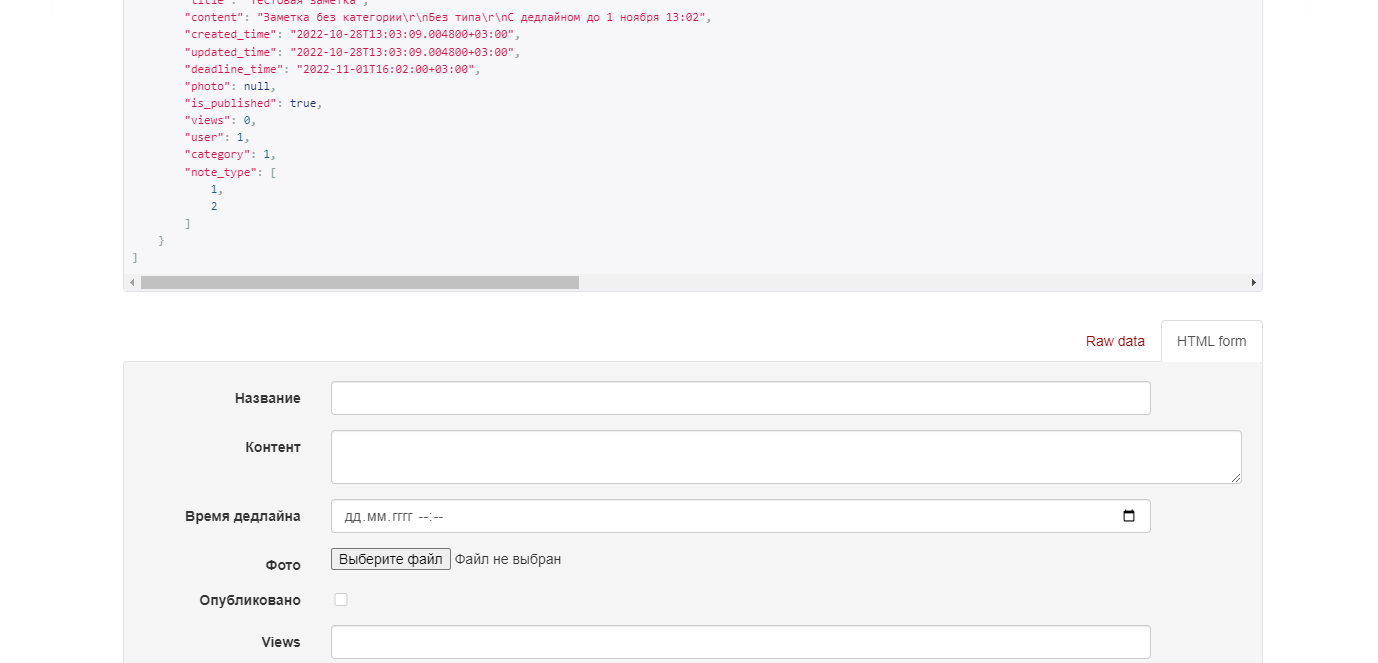 "title": "Тестовая заметка",
"content": "Заметка без категории\r\nБез типа\r\nС дедлайном до 1 ноября 13:02",
"created_time": "2022-10-28T13:03:09.004800+03:00",
"updated_time": "2022-10-28T13:03:09.004800+03:00",
"deadline_time": "2022-11-01T16:02:00+03:00",
"photo": null,
"is_published": true,
"views": 0,
"user": 1,
"category": 1,
"note_type": [
1,
2
]
}
]
Raw data HTML form
Название
Контент
Время дедлайна дд.мм.гггг --:--
Фото Выберите файл Файл не выбран
Опубликовано
Views